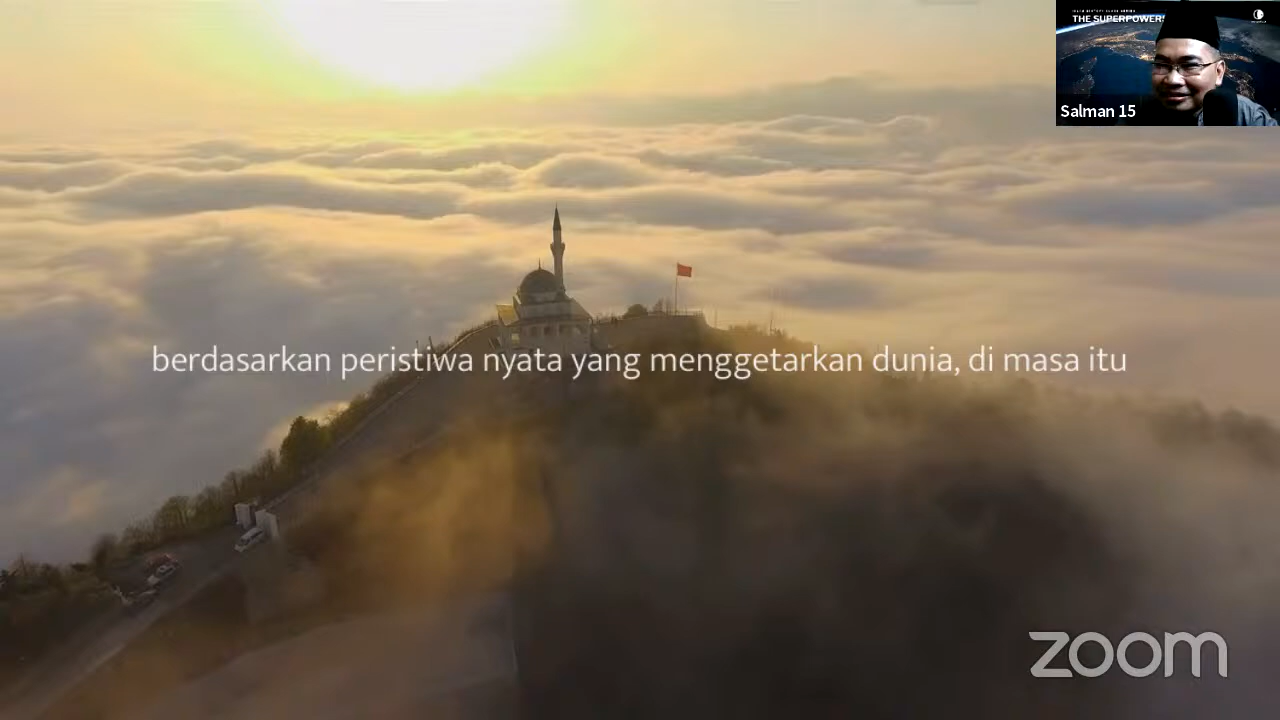 THE SUPERPOWERS
Salman 15
berdasarkan peristiwa nyata yang menggetarkan dunia, di masa itu
zoom